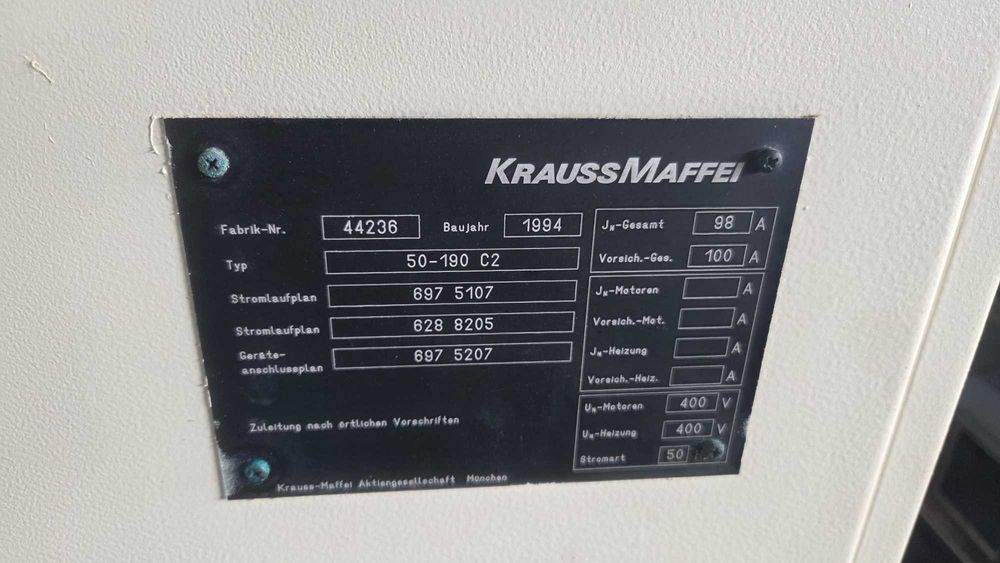 KRAUSSMAFFEI
Fabrik-Nr. 44236 Baujahr 1994
Typ 50-190 C2
Stromlaufplan 697 5107
Stromlaufplan 628 8205
Geräte-
anschlussplan 697 5207
Zuleitung nach örtlichen Vorschriften
Krauss-Maffei Aktiengesellschaft München
JN-Gesamt 98 A
Vorsich.-Ges. 100 A
JN-Motoren A
Vorsich.-Mot. A
JN-Heizung A
Vorsich.-Heiz. A
UN-Motoren 400 V
UN-Heizung 400 V
Stromart 50